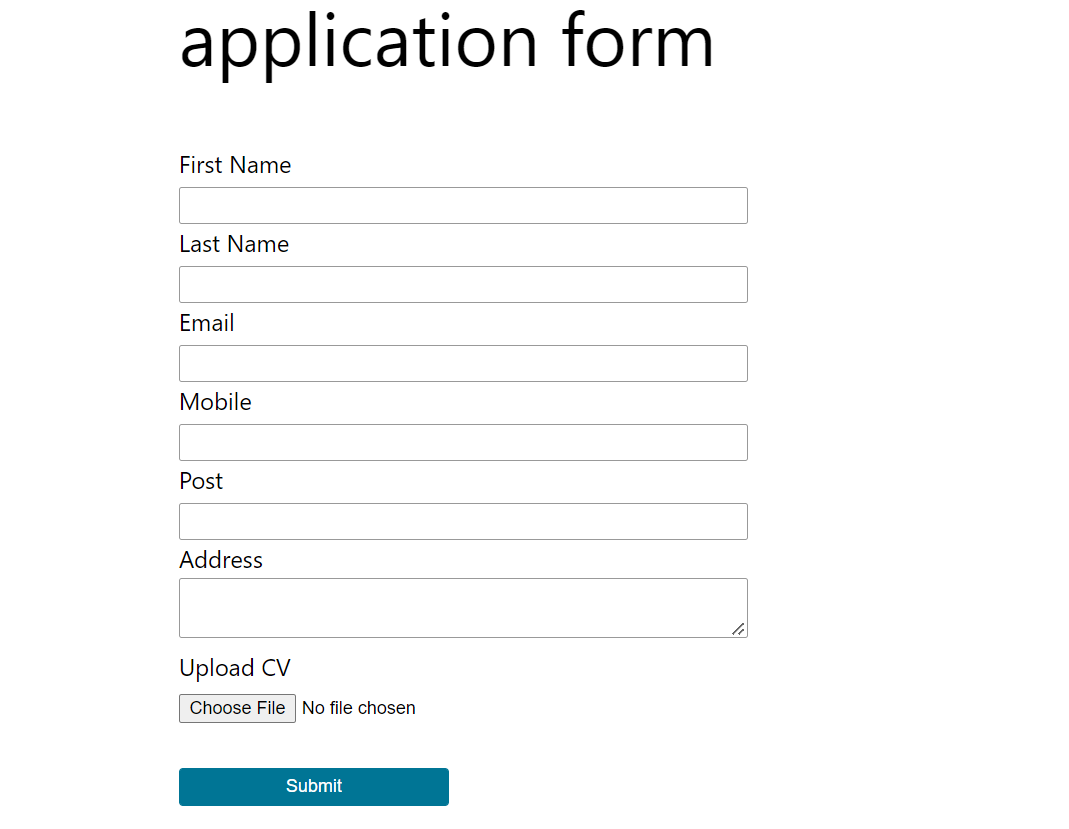 application form
First Name
Last Name
Email
Mobile
Post
Address
Upload CV
Choose File No file chosen
Submit